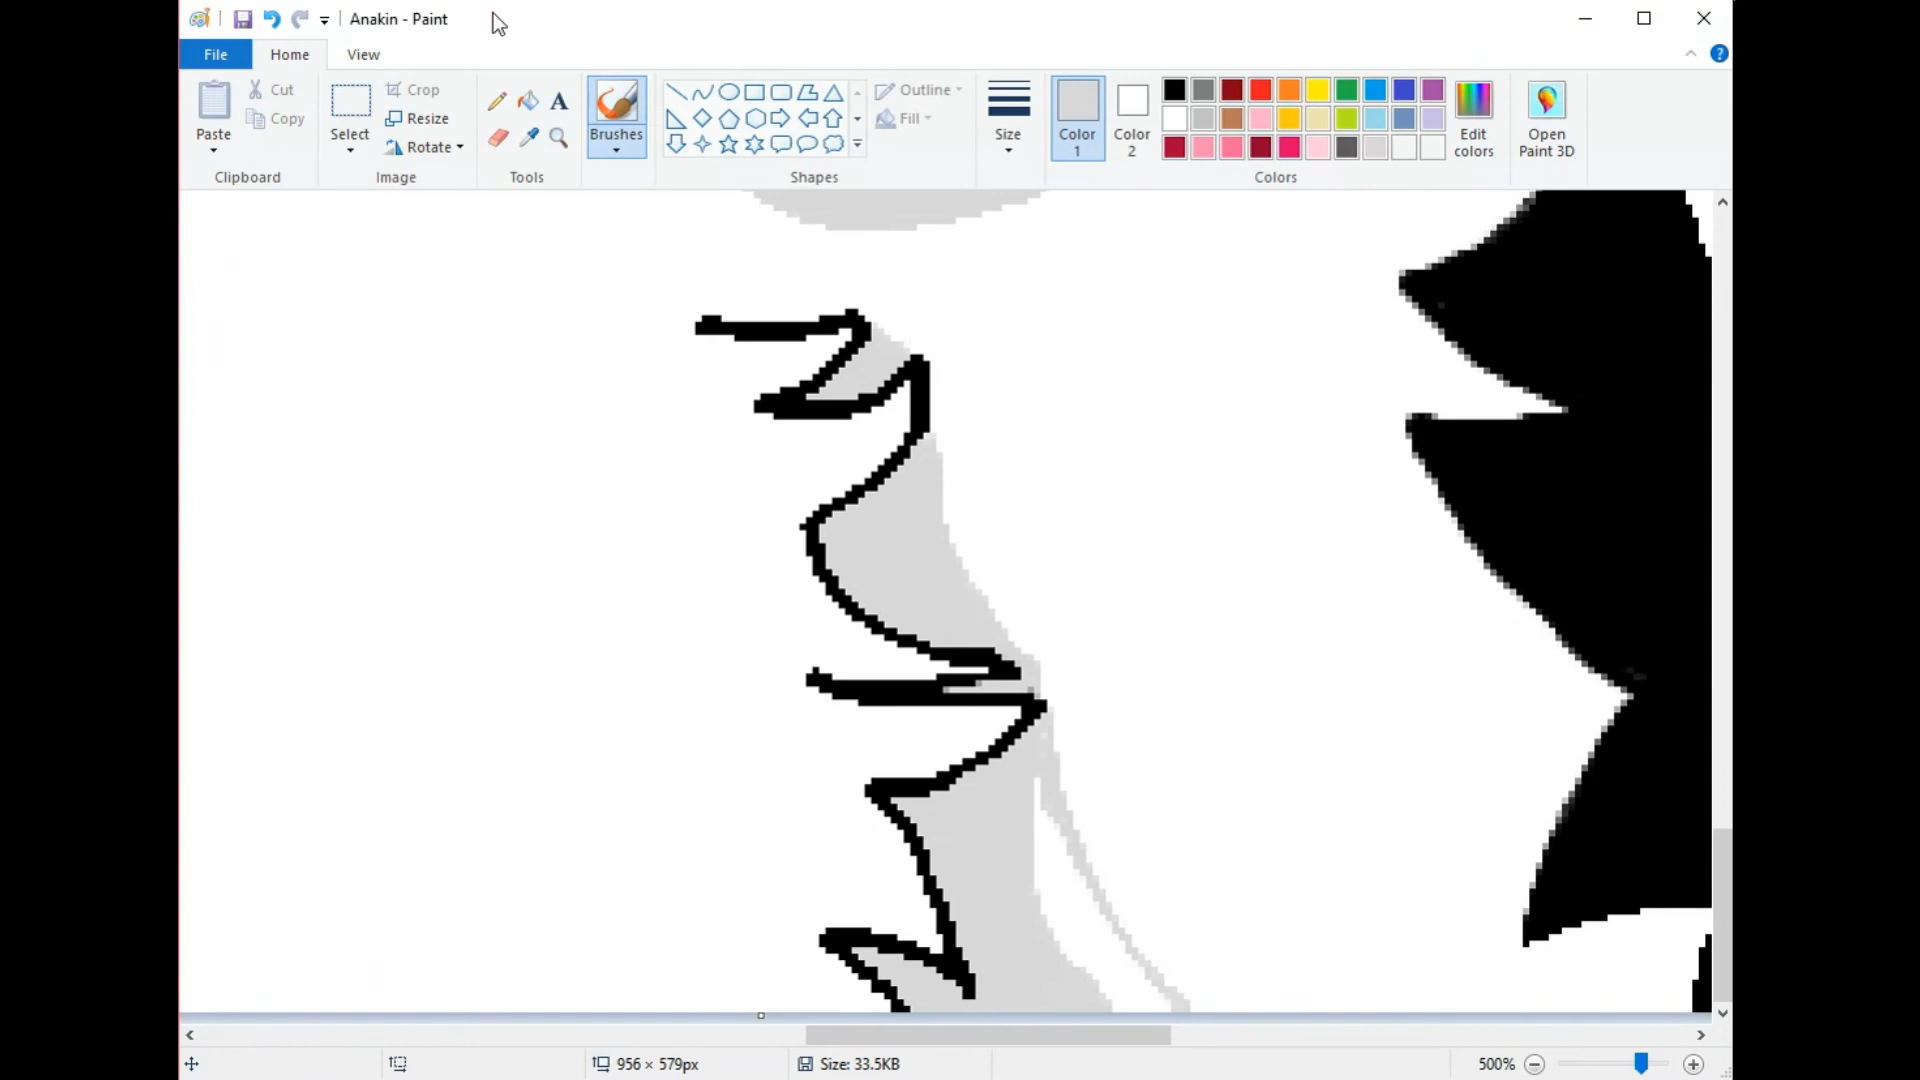 Anakin - Paint
File Home View
Paste
Cut
Copy
Clipboard
Select
Crop
Resize
Rotate
Image
A
Tools
Brushes
Shapes
Outline
Fill
Size
Color 1
Color 2
Edit colors
Colors
Open Paint 3D
?
956 × 579px
Size: 33.5KB
500%